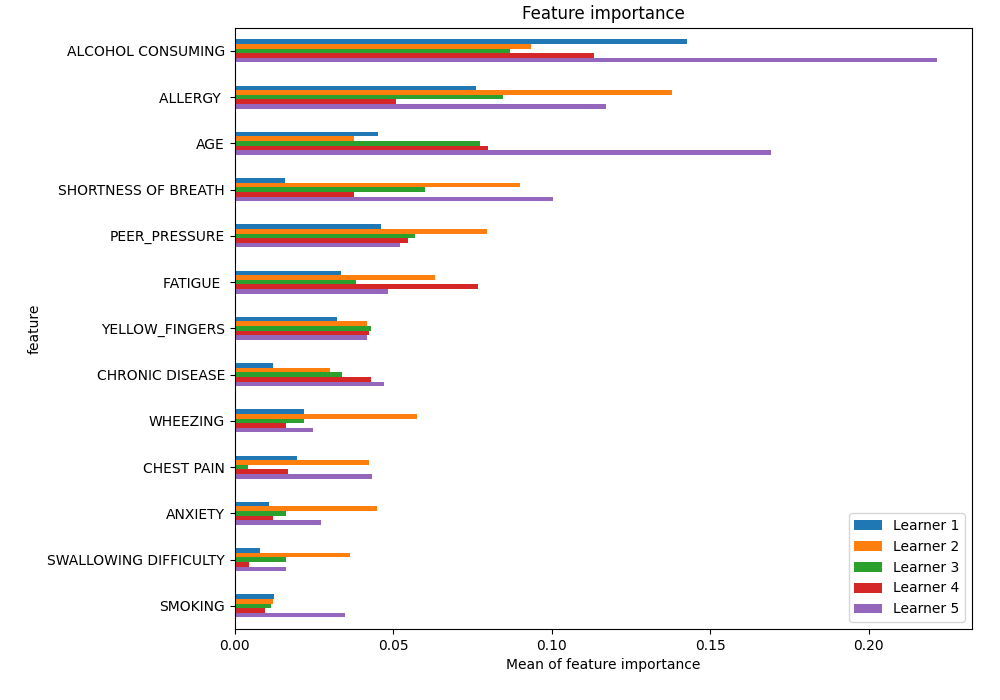 Feature importance
ALCOHOL CONSUMING
ALLERGY
AGE
SHORTNESS OF BREATH
PEER_PRESSURE
FATIGUE
YELLOW_FINGERS
CHRONIC DISEASE
WHEEZING
CHEST PAIN
ANXIETY
SWALLOWING DIFFICULTY
SMOKING
feature
Learner 1
Learner 2
Learner 3
Learner 4
Learner 5
0.00 0.05 0.10 0.15 0.20
Mean of feature importance